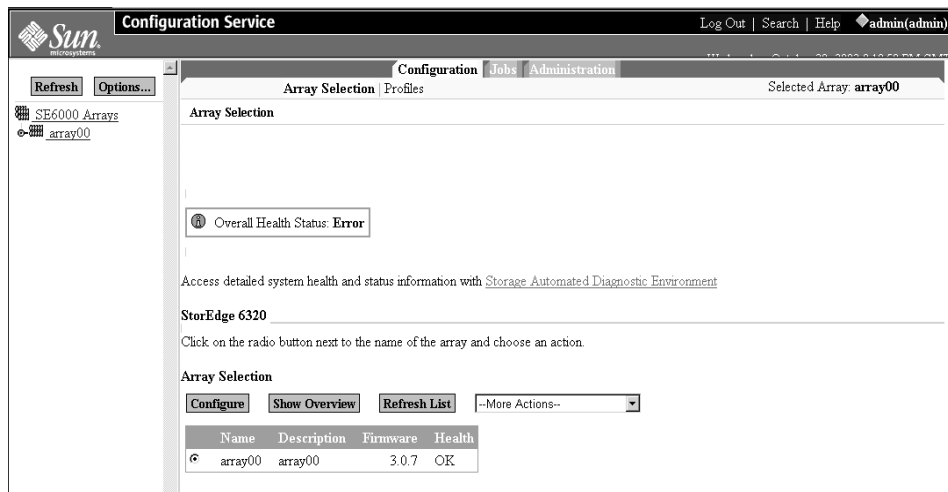 Sun
microsystems
Configuration Service
Log Out | Search | Help admin(admin)
Refresh Options...
SE6000 Arrays
array00
Configuration Jobs Administration
Array Selection | Profiles
Selected Array: array00
Array Selection
Overall Health Status: Error
Access detailed system health and status information with Storage Automated Diagnostic Environment
StorEdge 6320
Click on the radio button next to the name of the array and choose an action.
Array Selection
Configure Show Overview Refresh List --More Actions--
Name Description Firmware Health
array00 array00 3.0.7 OK